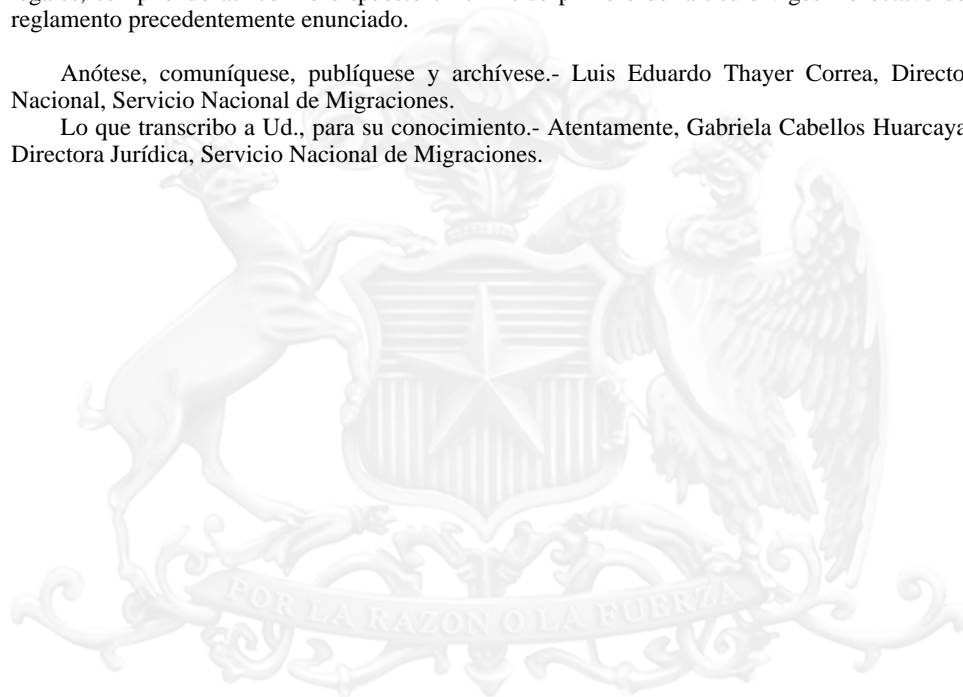 reglamento precedentemente enunciado.
Anótese, comuníquese, publíquese y archívese.- Luis Eduardo Thayer Correa, Directo
Nacional, Servicio Nacional de Migraciones.
Lo que transcribo a Ud., para su conocimiento.- Atentamente, Gabriela Cabellos Huarcaya
Directora Jurídica, Servicio Nacional de Migraciones.
POR LA RAZON O LA FUERZA